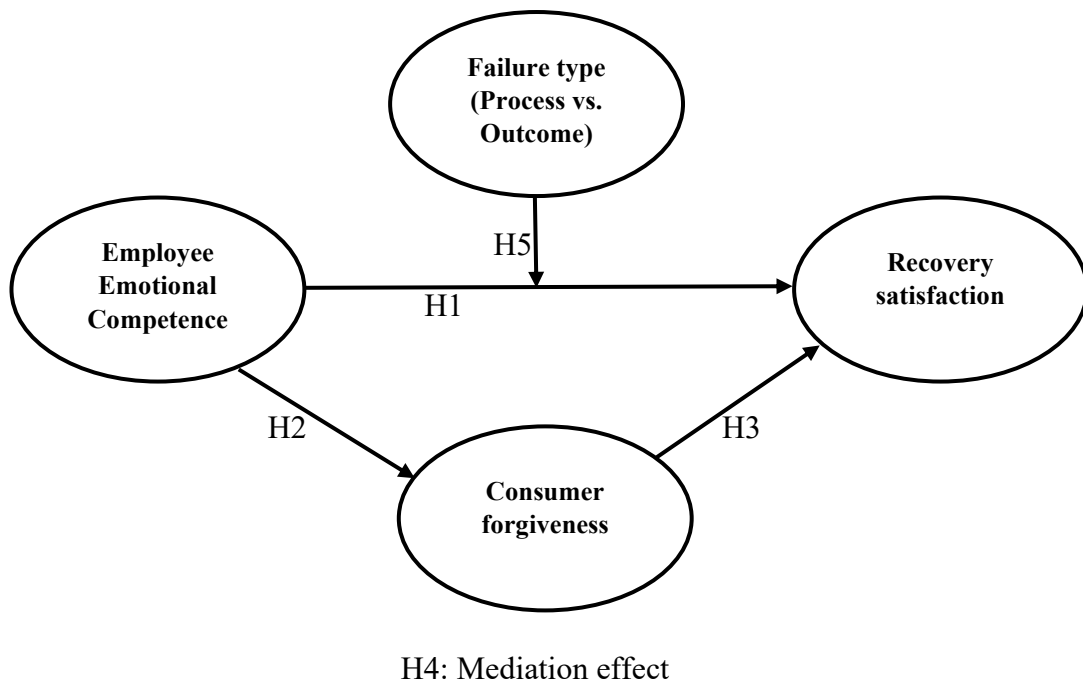 Failure type
(Process vs.
Outcome)
H5
Employee
Emotional
Competence
H1
Recovery
satisfaction
H2
H3
Consumer
forgiveness
H4: Mediation effect